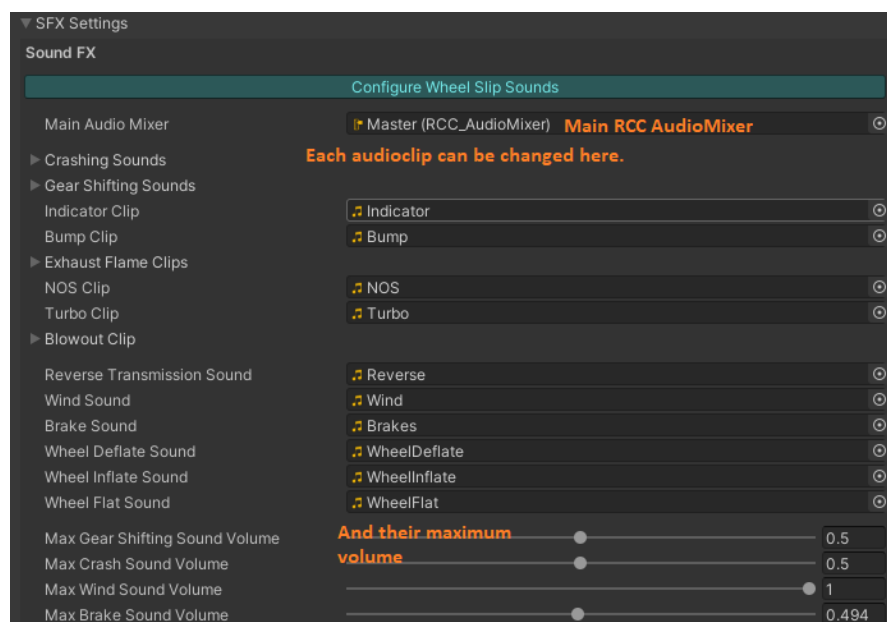 SFX Settings
Sound FX
Configure Wheel Slip Sounds
Main Audio Mixer Master (RCC_AudioMixer) Main RCC AudioMixer
Each audioclip can be changed here.
Crashing Sounds
Gear Shifting Sounds
Indicator Clip Indicator
Bump Clip Bump
Exhaust Flame Clips
NOS Clip NOS
Turbo Clip Turbo
Blowout Clip
Reverse Transmission Sound Reverse
Wind Sound Wind
Brake Sound Brakes
Wheel Deflate Sound WheelDeflate
Wheel Inflate Sound WheelInflate
Wheel Flat Sound WheelFlat
And their maximum
Max Gear Shifting Sound Volume 0.5
volume
Max Crash Sound Volume 0.5
Max Wind Sound Volume 1
Max Brake Sound Volume 0.494